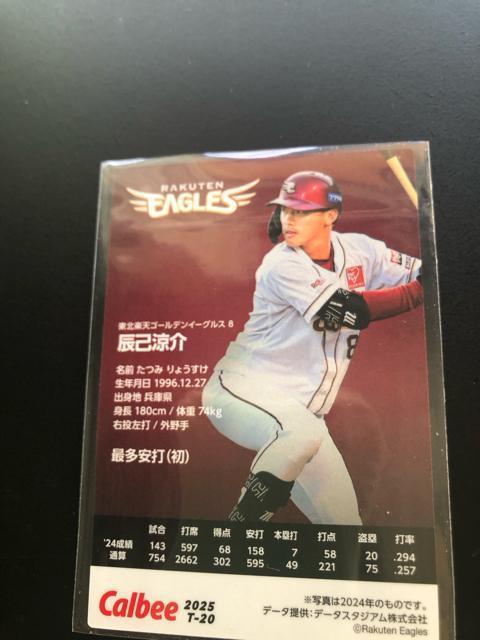 RAKUTEN
EAGLES
東北楽天ゴールデンイーグルス 8
辰己涼介
名前 たつみ りょうすけ
生年月日 1996.12.27
出身地 兵庫県
身長 180cm / 体重 74kg
右投左打 / 外野手
最多安打(初)
試合 打席 得点 安打 本塁打 打点 盗塁 打率
'24成績 143 597 68 158 7 58 20 .294
通算 754 2662 302 595 49 221 75 .257
Calbee 2025
T-20
※写真は2024年のものです。
データ提供:データスタジアム株式会社
©Rakuten Eagles